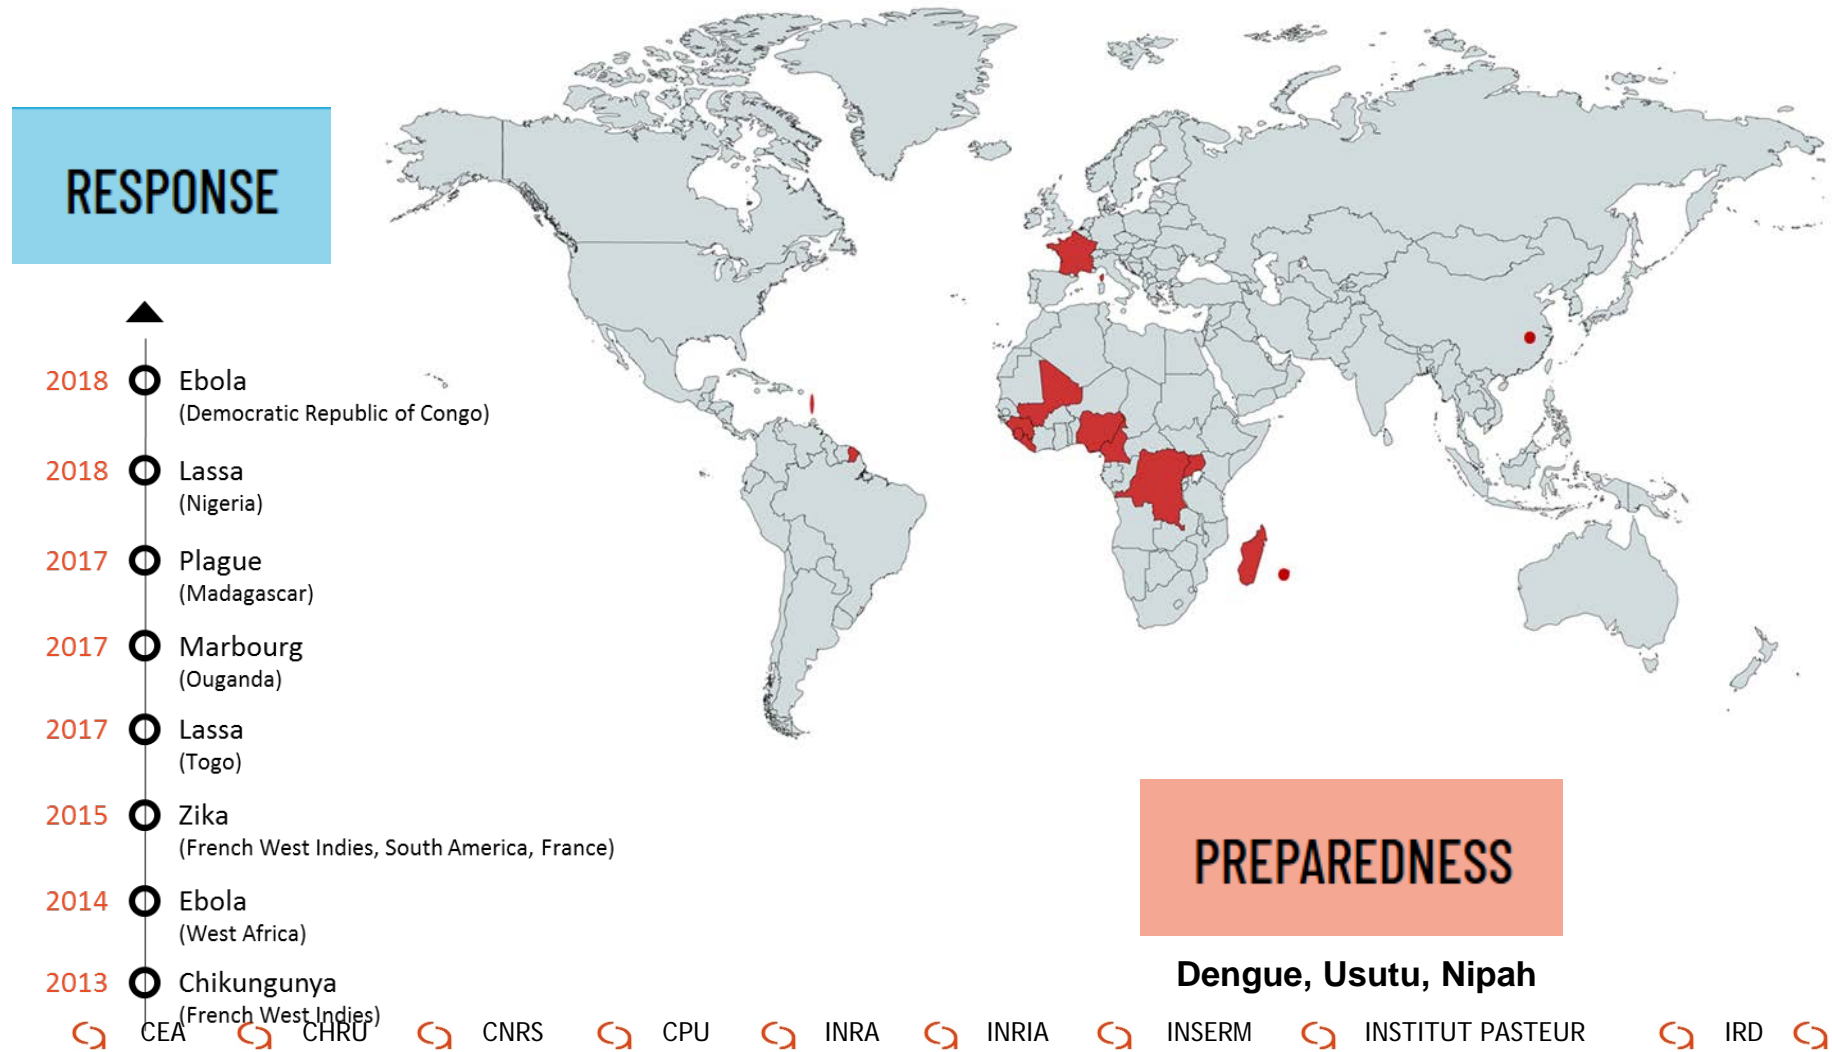 RESPONSE
2018 Ebola
(Democratic Republic of Congo)
2018 Lassa
(Nigeria)
2017 Plague
(Madagascar)
2017 Marbourg
(Ouganda)
2017 Lassa
(Togo)
2015 Zika
(French West Indies, South America, France)
2014 Ebola
(West Africa)
2013 Chikungunya
(French West Indies)
PREPAREDNESS
Dengue, Usutu, Nipah
CEA CHRU CNRS CPU INRA INRIA INSERM INSTITUT PASTEUR IRD